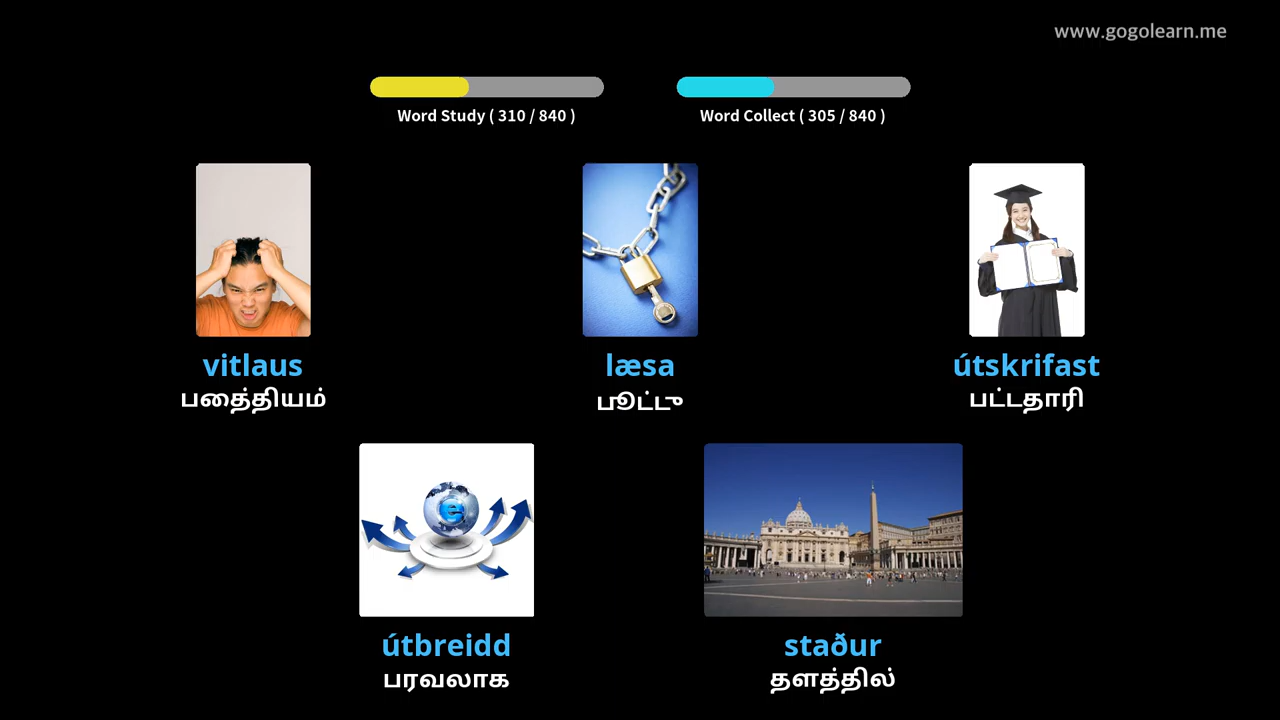 www.gogolearn.me
Word Study ( 310 / 840 )
Word Collect ( 305 / 840 )
vitlaus
பைத்தியம்
læsa
பூட்டு
útskrifast
பட்டதாரி
útbreidd
பரவலாக
staður
தளத்தில்